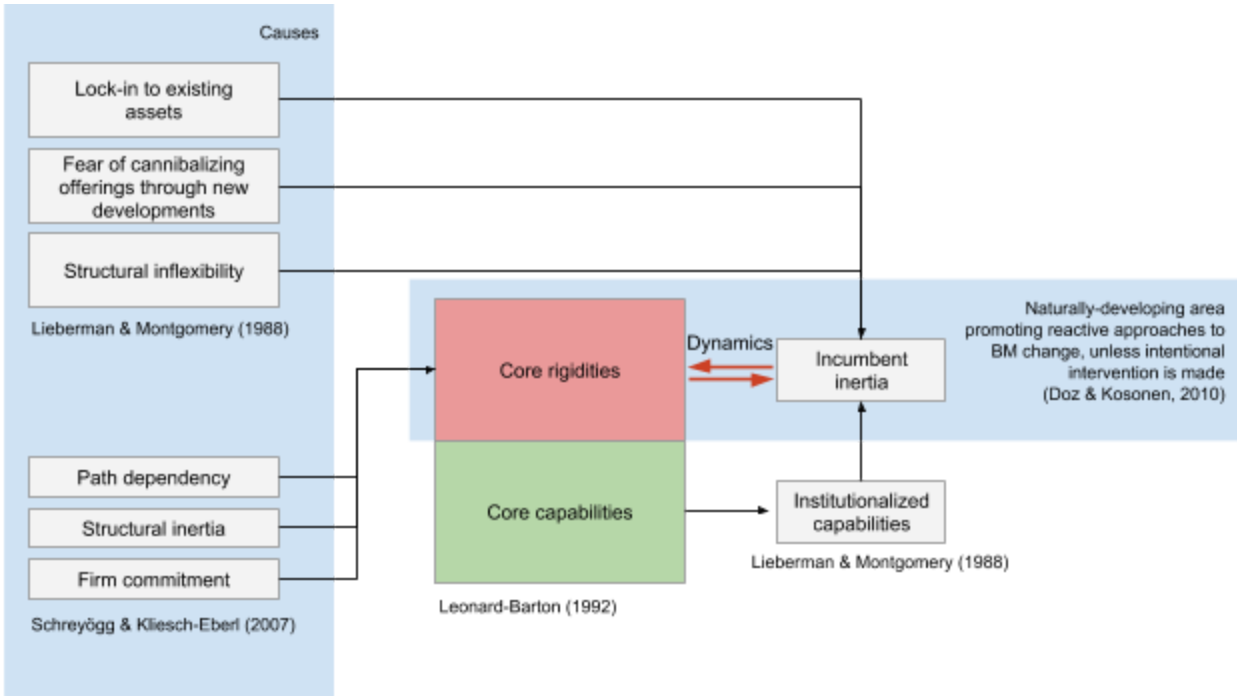 Causes
Lock-in to existing
assets
Fear of cannibalizing
offerings through new
developments
Structural inflexibility
Lieberman & Montgomery (1988)
Path dependency
Structural inertia
Firm commitment
Schreyögg & Kliesch-Eberl (2007)
Core rigidities
Core capabilities
Leonard-Barton (1992)
Dynamics
Incumbent
inertia
Institutionalized
capabilities
Lieberman & Montgomery (1988)
Naturally-developing area
promoting reactive approaches to
BM change, unless intentional
intervention is made
(Doz & Kosonen, 2010)